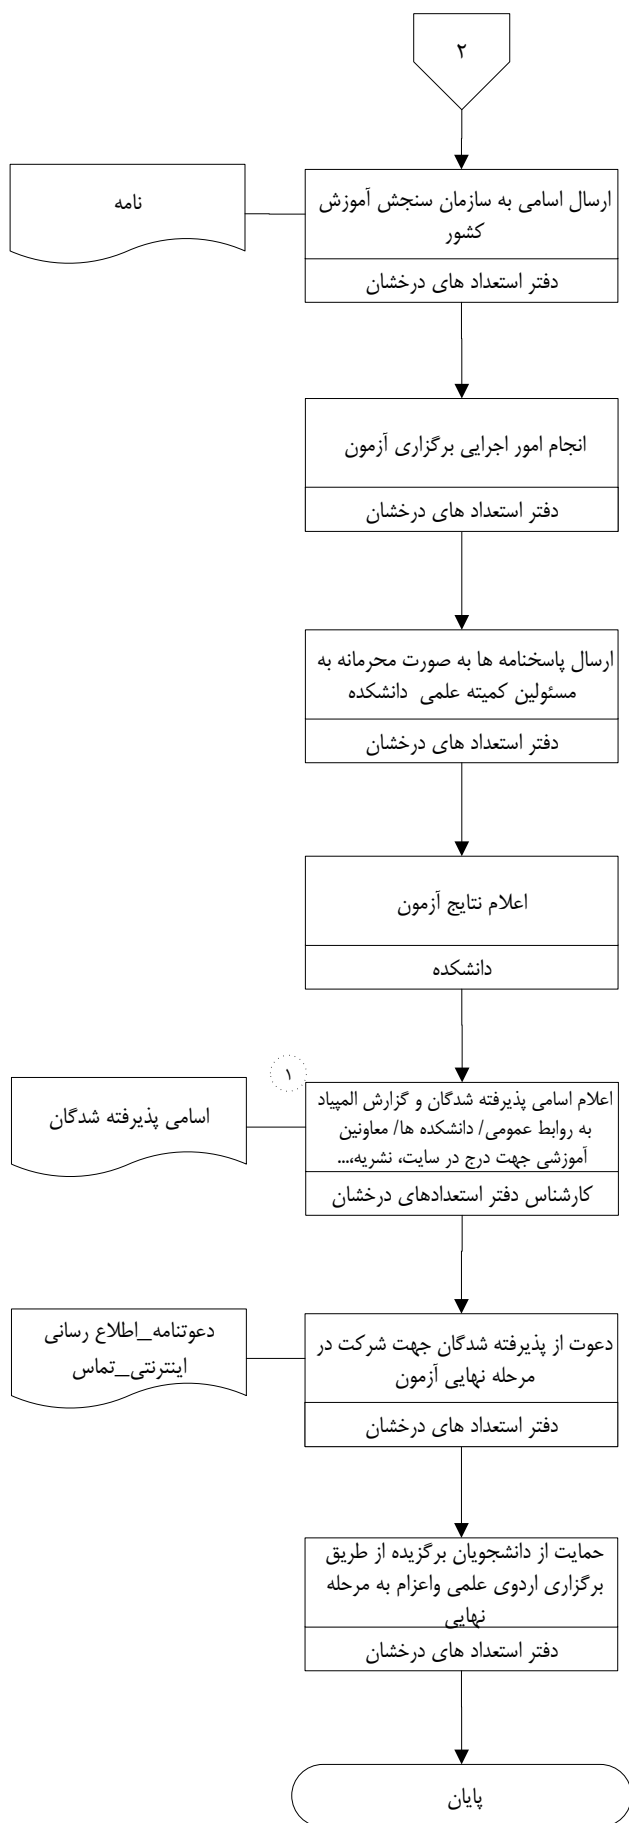 ۲
ارسال اسامی به سازمان سنجش آموزش
کشور
دفتر استعداد های درخشان
نامه
انجام امور اجرایی برگزاری آزمون
دفتر استعداد های درخشان
ارسال پاسخنامه ها به صورت محرمانه به
مسئولین کمیته علمی دانشکده
دفتر استعداد های درخشان
اعلام نتایج آزمون
دانشکده
۱
اعلام اسامی پذیرفته شدگان و گزارش المپیاد
به روابط عمومی/ دانشکده ها/ معاونین
آموزشی جهت درج در سایت، نشریه،...
کارشناس دفتر استعدادهای درخشان
اسامی پذیرفته شدگان
دعوت از پذیرفته شدگان جهت شرکت در
مرحله نهایی آزمون
دفتر استعداد های درخشان
دعوتنامه_اطلاع رسانی
اینترنتی_تماس
حمایت از دانشجویان برگزیده از طریق
برگزاری اردوی علمی واعزام به مرحله
نهایی
دفتر استعداد های درخشان
پایان